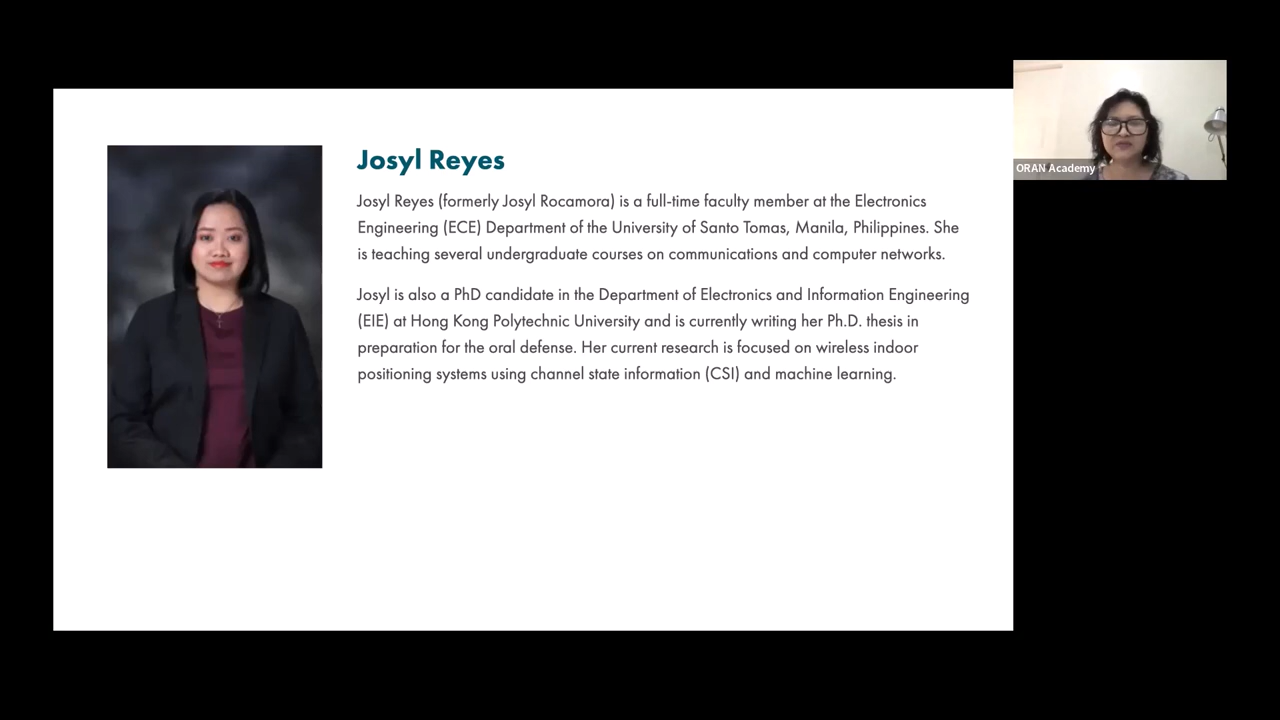 Josyl Reyes
Josyl Reyes (formerly Josyl Rocamora) is a full-time faculty member at the Electronics
Engineering (ECE) Department of the University of Santo Tomas, Manila, Philippines. She
is teaching several undergraduate courses on communications and computer networks.
Josyl is also a PhD candidate in the Department of Electronics and Information Engineering
(EIE) at Hong Kong Polytechnic University and is currently writing her Ph.D. thesis in
preparation for the oral defense. Her current research is focused on wireless indoor
positioning systems using channel state information (CSI) and machine learning.
ORAN Academy